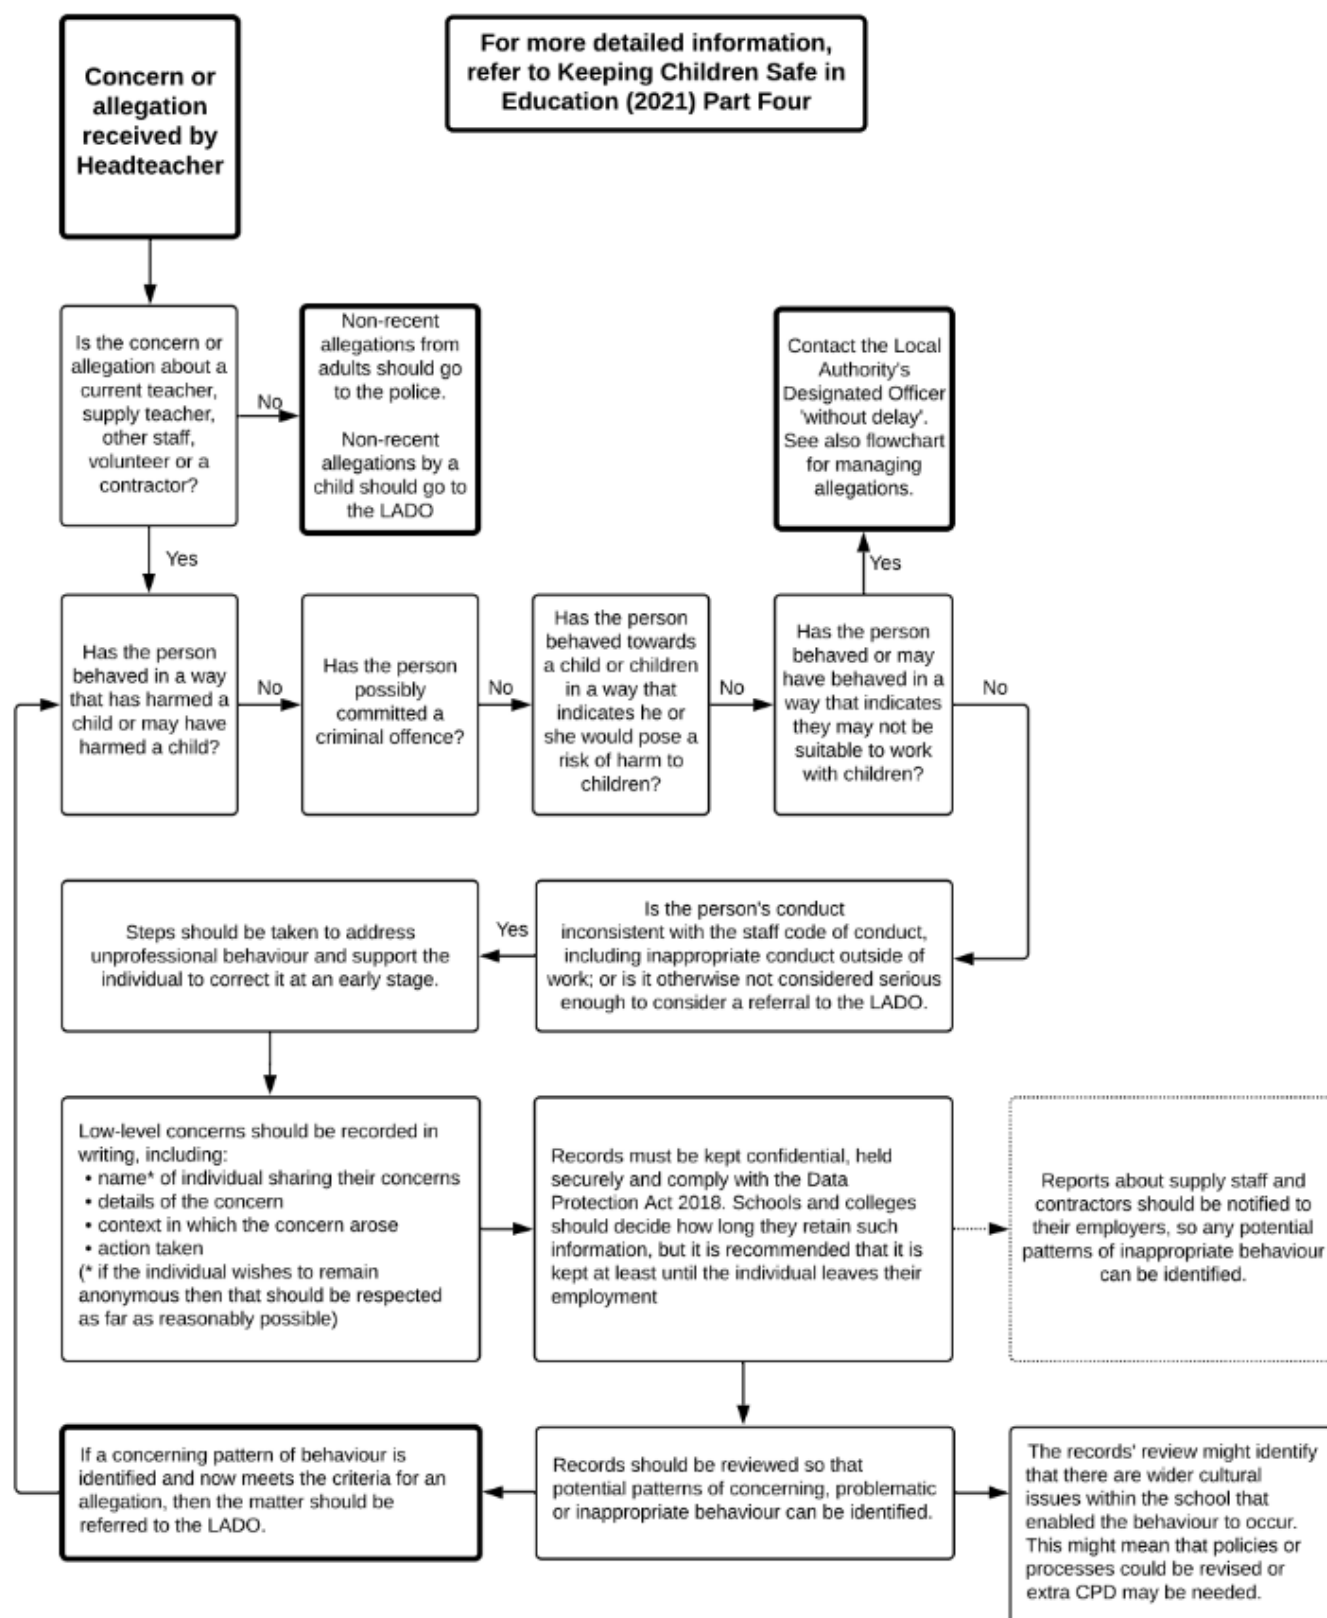 Concern or
allegation
received by
Headteacher
For more detailed information,
refer to Keeping Children Safe in
Education (2021) Part Four
Is the concern or
allegation about a
current teacher,
supply teacher,
other staff,
volunteer or a
contractor?
No
Non-recent
allegations from
adults should go
to the police.
Non-recent
allegations by a
child should go to
the LADO
Contact the Local
Authority's
Designated Officer
'without delay'.
See also flowchart
for managing
allegations.
Yes
Yes
Has the person
behaved in a way
that has harmed a
child or may have
harmed a child?
No
Has the person
possibly
committed a
criminal offence?
No
Has the person
behaved towards
a child or children
in a way that
indicates he or
she would pose a
risk of harm to
children?
No
Has the person
behaved or may
have behaved in a
way that indicates
they may not be
suitable to work
with children?
No
Steps should be taken to address
unprofessional behaviour and support the
individual to correct it at an early stage.
Yes
Is the person's conduct
inconsistent with the staff code of conduct,
including inappropriate conduct outside of
work; or is it otherwise not considered serious
enough to consider a referral to the LADO.
Low-level concerns should be recorded in
writing, including:
• name* of individual sharing their concerns
• details of the concern
• context in which the concern arose
• action taken
(* if the individual wishes to remain
anonymous then that should be respected
as far as reasonably possible)
Records must be kept confidential, held
securely and comply with the Data
Protection Act 2018. Schools and colleges
should decide how long they retain such
information, but it is recommended that it is
kept at least until the individual leaves their
employment
Reports about supply staff and
contractors should be notified to
their employers, so any potential
patterns of inappropriate behaviour
can be identified.
If a concerning pattern of behaviour is
identified and now meets the criteria for an
allegation, then the matter should be
referred to the LADO.
Records should be reviewed so that
potential patterns of concerning, problematic
or inappropriate behaviour can be identified.
The records' review might identify
that there are wider cultural
issues within the school that
enabled the behaviour to occur.
This might mean that policies or
processes could be revised or
extra CPD may be needed.